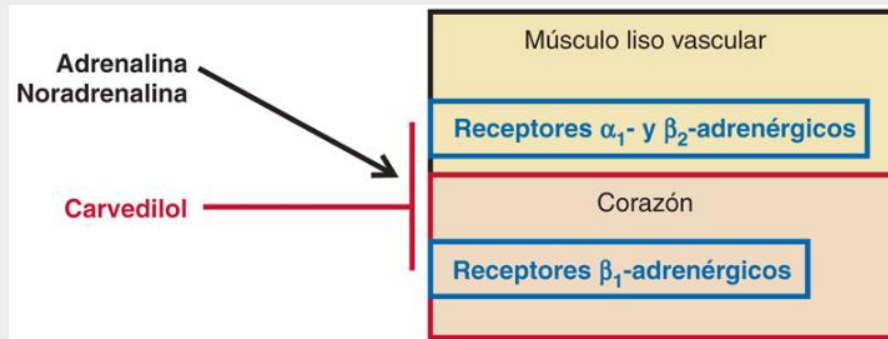 Músculo liso vascular
Adrenalina
Noradrenalina
Receptores α₁- y β₂-adrenérgicos
Carvedilol
Corazón
Receptores β₁-adrenérgicos